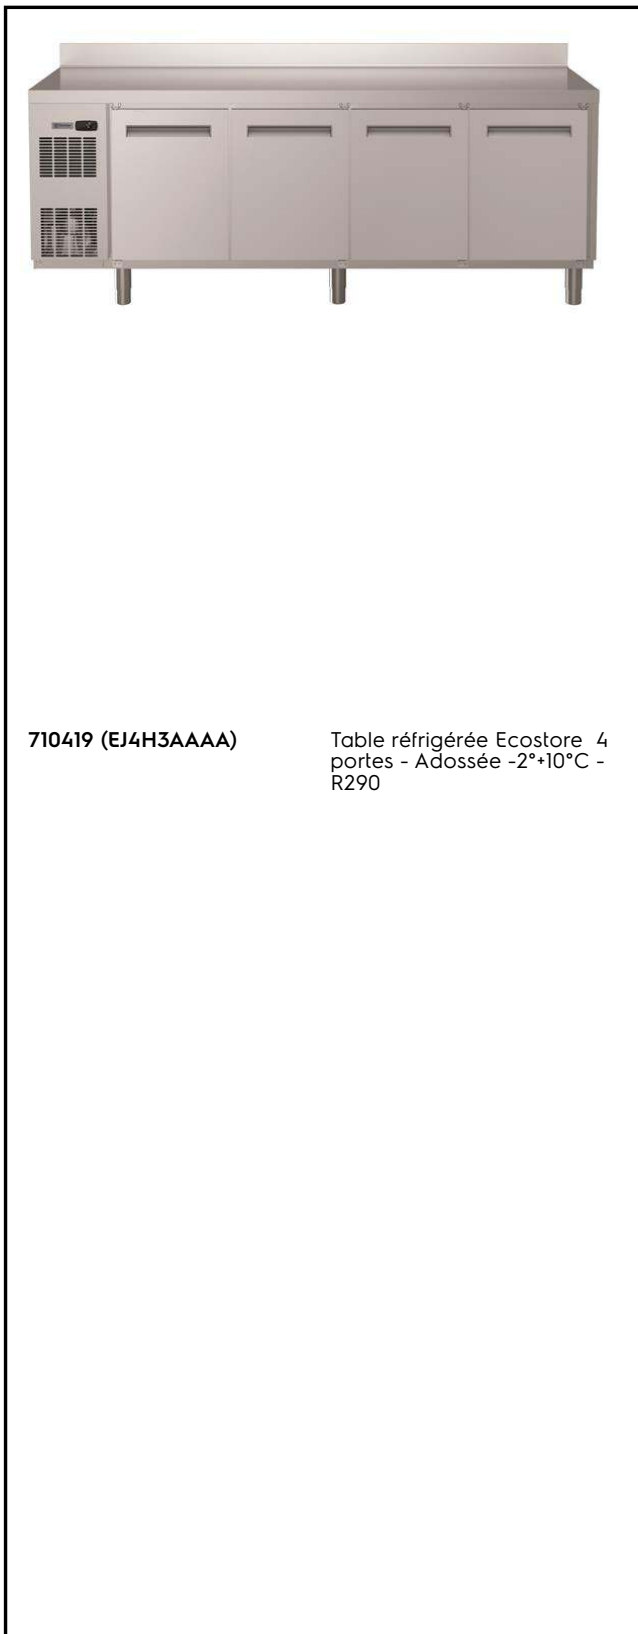 710419 (EJ4H3AAAA)
Table réfrigérée Ecostore 4
portes - Adossée -2°+10°C -
R290